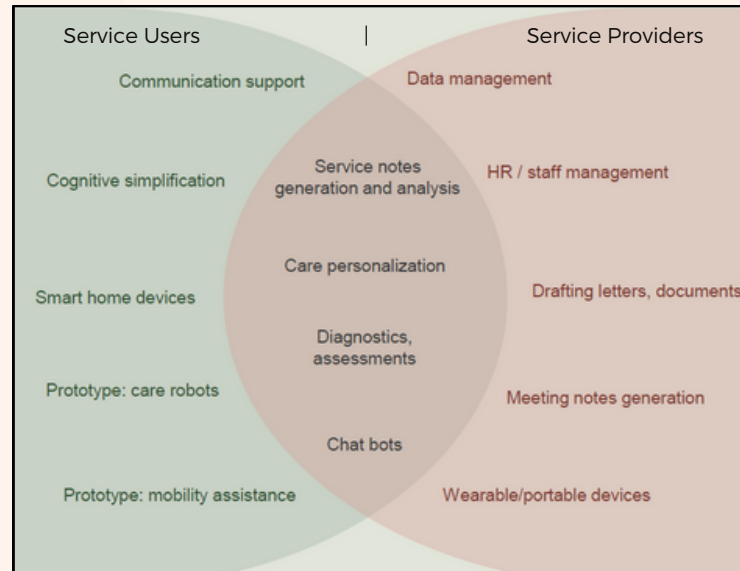 Service Users | Service Providers
Communication support
Data management
Service notes
generation and analysis
Cognitive simplification
HR / staff management
Care personalization
Smart home devices
Drafting letters, documents
Diagnostics,
assessments
Prototype: care robots
Meeting notes generation
Chat bots
Prototype: mobility assistance
Wearable/portable devices